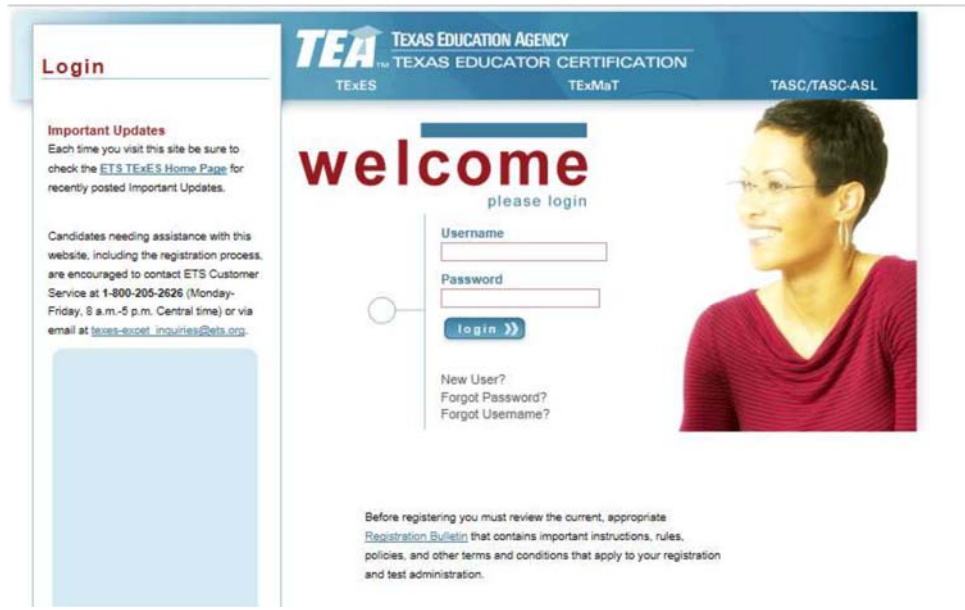 Login
Important Updates
Each time you visit this site be sure to
check the ETS TExES Home Page for
recently posted Important Updates.
Candidates needing assistance with this
website, including the registration process,
are encouraged to contact ETS Customer
Service at 1-800-205-2626 (Monday-
Friday, 8 a.m.-5 p.m. Central time) or via
email at texes-excet_inquiries@ets.org.
TEA TM TEXAS EDUCATION AGENCY
TEXAS EDUCATOR CERTIFICATION
TExES TExMaT TASC/TASC-ASL
welcome
please login
Username
Password
login
New User?
Forgot Password?
Forgot Username?
Before registering you must review the current, appropriate
Registration Bulletin that contains important instructions, rules,
policies, and other terms and conditions that apply to your registration
and test administration.